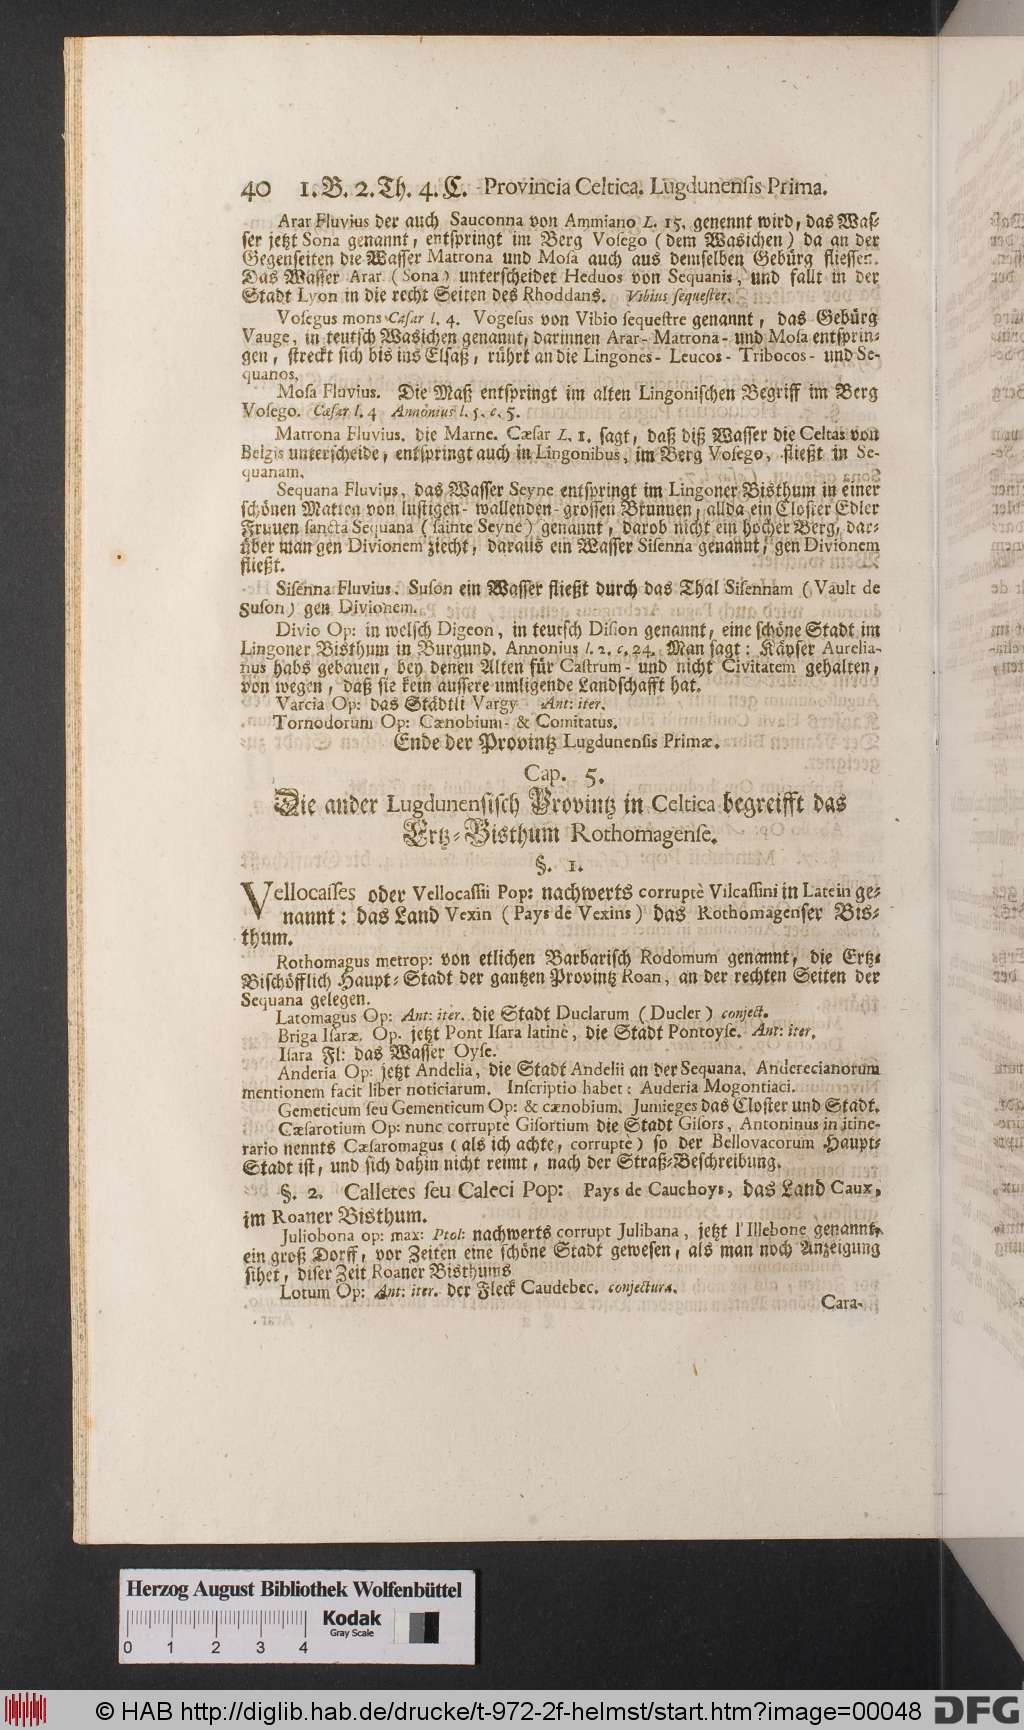 40 1. B. 2. Th. 4. C. Provincia Celtica. Lugdunensis Prima.
Arar Fluvius der auch Sauconna von Ammiano L. 15. genennt wird, das Waſ-
ſer jetzt Sona genannt, entſpringt im Berg Voſego (dem Waſichen) da an der
Gegenſeiten die Waſſer Matrona und Moſa auch aus demſelben Gebürg flieſſen.
Das Waſſer Arar (Sona) unterſcheidet Heduos von Sequanis, und fallt in der
Stadt Lyon in die recht Seiten des Rhoddans. Vibius ſequeſter.
Voſegus mons Cæſar l. 4. Vogeſus von Vibio ſequeſtre genannt, das Gebürg
Vauge, in teutſch Waſichen genannt, darinnen Arar- Matrona- und Moſa entſprin-
gen, ſtreckt ſich bis ins Elſaß, rührt an die Lingones- Leucos- Tribocos- und Se-
quanos.
Moſa Fluvius. Die Maß entſpringt im alten Lingoniſchen Begriff im Berg
Voſego. Cæſar l. 4 Annonius l. 5. c. 5.
Matrona Fluvius. die Marne. Cæſar L. 1. ſagt, daß diß Waſſer die Celtas von
Belgis unterſcheide, entſpringt auch in Lingonibus, im Berg Voſego, fließt in Se-
quanam.
Sequana Fluvius, das Waſſer Seyne entſpringt im Lingoner Bisthum in einer
ſchönen Matten von luſtigen- wallenden- groſſen Brunnen, allda ein Cloſter Edler
Frauen ſancta Sequana (ſainte Seyne) genannt, darob nicht ein hocher Berg, dar-
über man gen Divionem ziecht, daraus ein Waſſer Siſenna genannt, gen Divionem
fließt.
Siſenna Fluvius. Suſon ein Waſſer fließt durch das Thal Siſennam (Vault de
Suſon) gen Divionem.
Divio Op: in welſch Digeon, in teutſch Diſion genannt, eine ſchöne Stadt im
Lingoner Bisthum in Burgund. Annonius l. 2. c. 24. Man ſagt: Käyſer Aurelia-
nus habs gebauen, bey denen Alten für Caſtrum- und nicht Civitatem gehalten,
von wegen, daß ſie kein äuſſere umligende Landſchafft hat.
Varcia Op: das Städtli Vargy Ant: iter.
Tornodorum Op: Cænobium- & Comitatus.
Ende der Provintz Lugdunenſis Primæ.
Cap. 5.
Die ander Lugdunenſiſch Provintz in Celtica begreifft das
Ertz-Bisthum Rothomagenſe.
§. 1.
Vellocaſſes oder Vellocaſſii Pop: nachwerts corruptè Vilcaſſini in Latein ge-
nannt: das Land Vexin (Pays de Vexins) das Rothomagenſer Bis-
thum.
Rothomagus metrop: von etlichen Barbariſch Rodomum genannt, die Ertz-
Biſchöfflich Haupt-Stadt der gantzen Provintz Roan, an der rechten Seiten der
Sequana gelegen.
Latomagus Op: Ant: iter. die Stadt Duclarum (Ducler) conject.
Briga Iſaræ. Op. jetzt Pont Iſara latinè, die Stadt Pontoyſe. Ant: iter.
Iſara Fl: das Waſſer Oyſe.
Anderia Op: jetzt Andelia, die Stadt Andelii an der Sequana. Anderecianorum
mentionem facit liber noticiarum. Inſcriptio habet: Auderia Mogontiaci.
Gemeticum ſeu Gementicum Op: & cænobium. Jumieges das Cloſter und Stadt.
Cæſarotium Op: nunc corruptè Giſortium die Stadt Giſors, Antoninus in itine-
rario nennts Cæſaromagus (als ich achte, corruptè) ſo der Bellovacorum Haupt-
Stadt iſt, und ſich dahin nicht reimt, nach der Straß-Beſchreibung.
§. 2. Calletes ſeu Caleci Pop: Pays de Cauchoys, das Land Caux,
im Roaner Bisthum.
Juliobona op: max: Ptol: nachwerts corrupt Julibana, jetzt l'Illebone genannt,
ein groß Dorff, vor Zeiten eine ſchöne Stadt geweſen, als man noch Anzeigung
ſihet, diſer Zeit Roaner Bisthums
Lotum Op: Ant: iter. der Fleck Caudebec. conjectura.
Cara-
Herzog August Bibliothek Wolfenbüttel
Kodak
Gray Scale
0 1 2 3 4
© HAB http://diglib.hab.de/drucke/t-972-2f-helmst/start.htm?image=00048 DFG